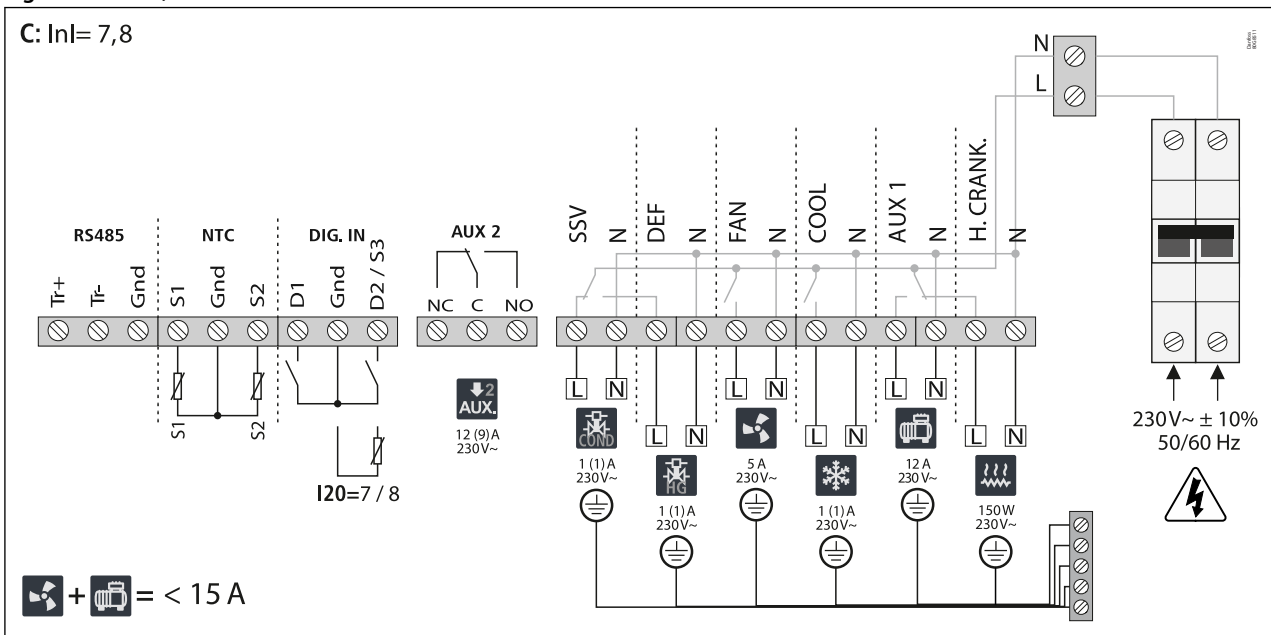 C: InI= 7,8
N
L
SSV
N
DEF
N
FAN
N
COOL
N
AUX 1
N
H. CRANK.
N
RS485
NTC
DIG. IN
AUX 2
Tr+
Tr-
Gnd
S1
Gnd
S2
D1
Gnd
D2 / S3
NC
C
NO
S1
S2
I20=7 / 8
2
AUX.
12 (9) A
230V~
L
N
COND
1 (1) A
230V~
L
N
HG
1 (1) A
230V~
L
N
5 A
230V~
L
N
1 (1) A
230V~
L
N
12 A
230V~
L
N
150W
230V~
230V~ ± 10%
50/60 Hz
+ = < 15 A
Danfoss